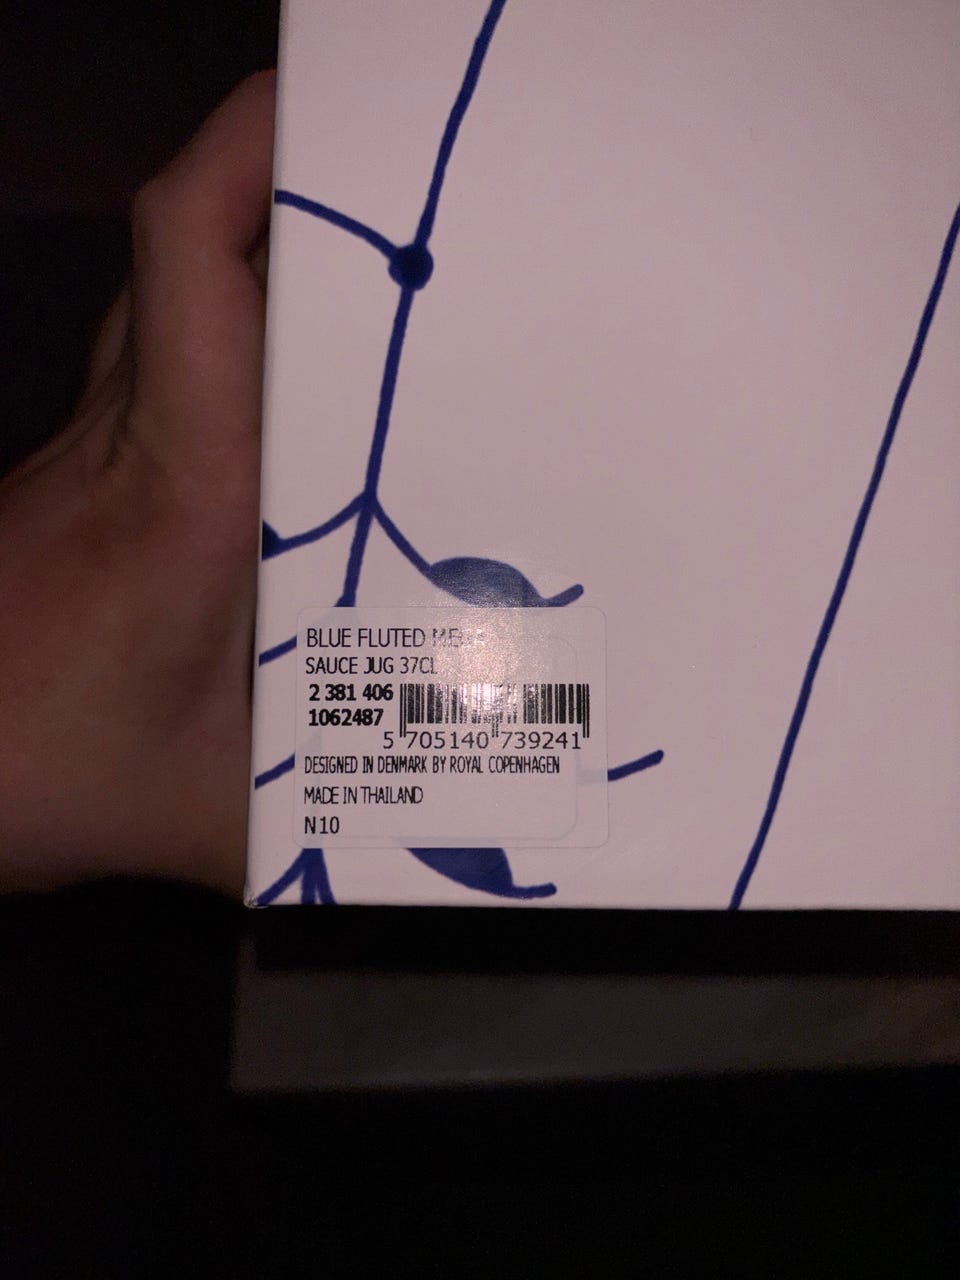 BLUE FLUTED MEGA
SAUCE JUG 37CL
2 381 406
1062487
5 705140 739241
DESIGNED IN DENMARK BY ROYAL COPENHAGEN
MADE IN THAILAND
N10